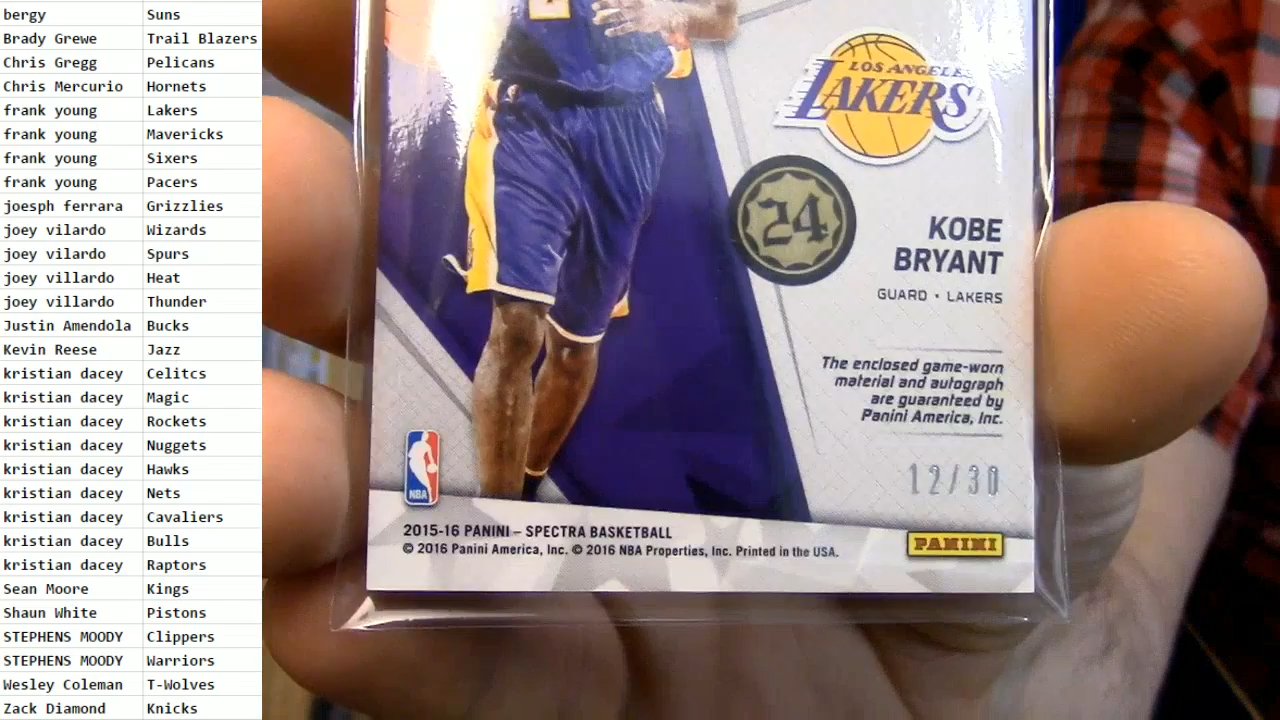 bergy Suns
Brady Grewe Trail Blazers
Chris Gregg Pelicans
Chris Mercurio Hornets
frank young Lakers
frank young Mavericks
frank young Sixers
frank young Pacers
joesph ferrara Grizzlies
joey vilardo Wizards
joey vilardo Spurs
joey villardo Heat
joey villardo Thunder
Justin Amendola Bucks
Kevin Reese Jazz
kristian dacey Celitcs
kristian dacey Magic
kristian dacey Rockets
kristian dacey Nuggets
kristian dacey Hawks
kristian dacey Nets
kristian dacey Cavaliers
kristian dacey Bulls
kristian dacey Raptors
Sean Moore Kings
Shaun White Pistons
STEPHENS MOODY Clippers
STEPHENS MOODY Warriors
Wesley Coleman T-Wolves
Zack Diamond Knicks
LOS ANGELES
LAKERS
24
KOBE
BRYANT
GUARD • LAKERS
The enclosed game-worn
material and autograph
are guaranteed by
Panini America, Inc.
12/30
NBA
2015-16 PANINI – SPECTRA BASKETBALL
© 2016 Panini America, Inc. © 2016 NBA Properties, Inc. Printed in the USA.
PANINI